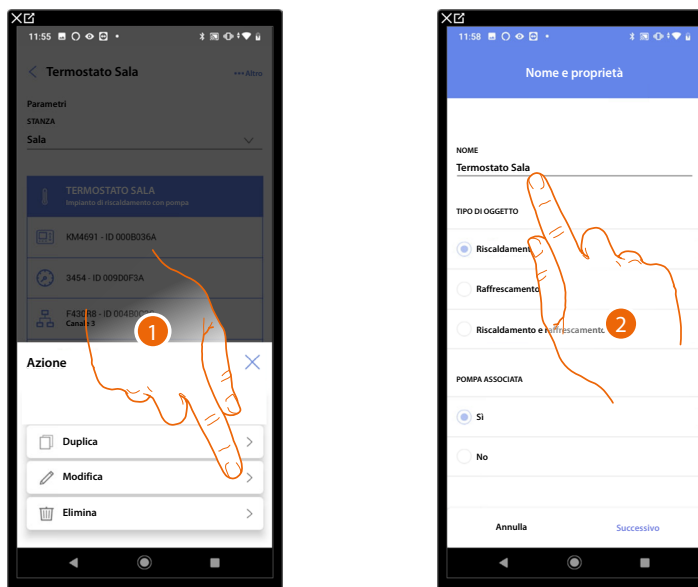 11:55
Termostato Sala
Altro
Parametri
STANZA
Sala
TERMOSTATO SALA
Impianto di riscaldamento con pompa
KM4691 - ID 000B036A
3454 - ID 009D0F3A
F430R8 - ID 004B0
Canale 3
1
Azione
Duplica
Modifica
Elimina
11:58
Nome e proprietà
NOME
Termostato Sala
TIPO DI OGGETTO
Riscaldament
Raffrescamento
Riscaldamento e raffrescamento
2
POMPA ASSOCIATA
Sì
No
Annulla
Successivo